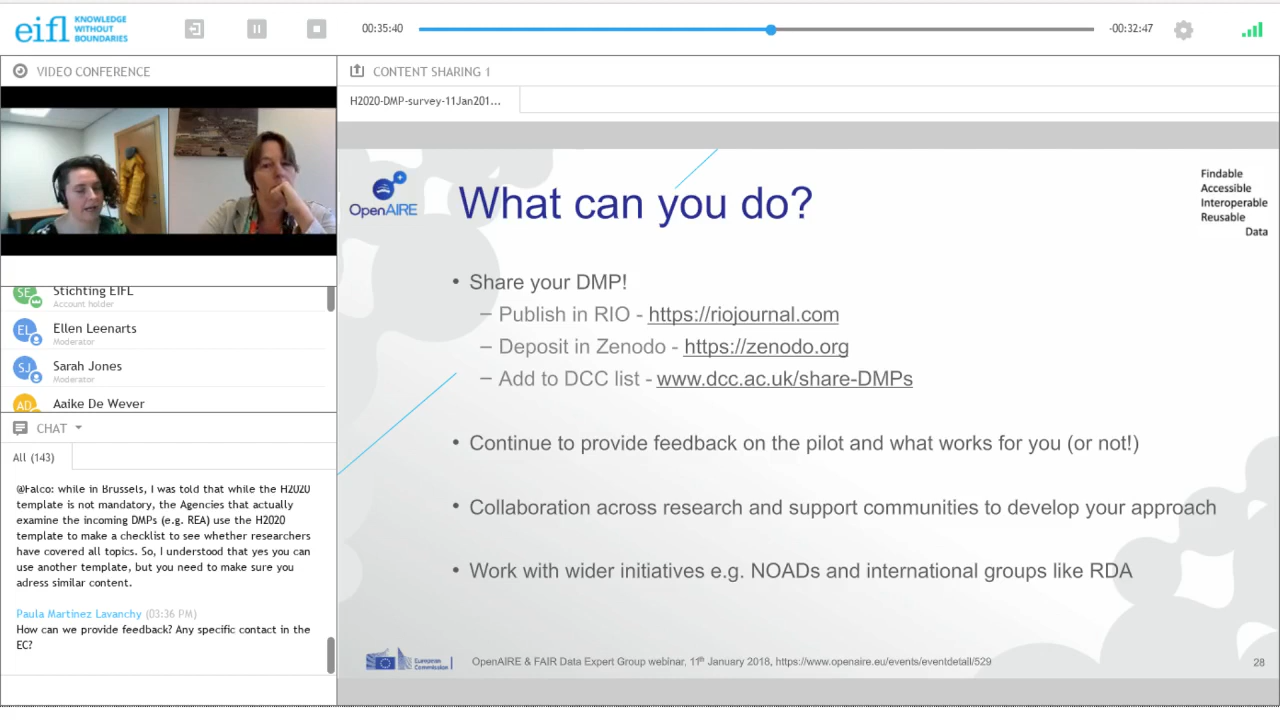 eifl KNOWLEDGE
WITHOUT
BOUNDARIES
00:35:40
-00:32:47
VIDEO CONFERENCE
SE Stichting EIFL
Account holder
EL Ellen Leenarts
Moderator
SJ Sarah Jones
Moderator
AD Aaike De Wever
CHAT
All (143)
@Falco: while in Brussels, I was told that while the H2020
template is not mandatory, the Agencies that actually
examine the incoming DMPs (e.g. REA) use the H2020
template to make a checklist to see whether researchers
have covered all topics. So, I understood that yes you can
use another template, but you need to make sure you
adress similar content.
Paula Martinez Lavanchy (03:36 PM)
How can we provide feedback? Any specific contact in the
EC?
CONTENT SHARING 1
H2020-DMP-survey-11Jan201...
OpenAIRE
What can you do?
Findable
Accessible
Interoperable
Reusable
Data
• Share your DMP!
– Publish in RIO - https://riojournal.com
– Deposit in Zenodo - https://zenodo.org
– Add to DCC list - www.dcc.ac.uk/share-DMPs
• Continue to provide feedback on the pilot and what works for you (or not!)
• Collaboration across research and support communities to develop your approach
• Work with wider initiatives e.g. NOADs and international groups like RDA
European
Commission
OpenAIRE & FAIR Data Expert Group webinar, 11th January 2018, https://www.openaire.eu/events/eventdetail/529
28